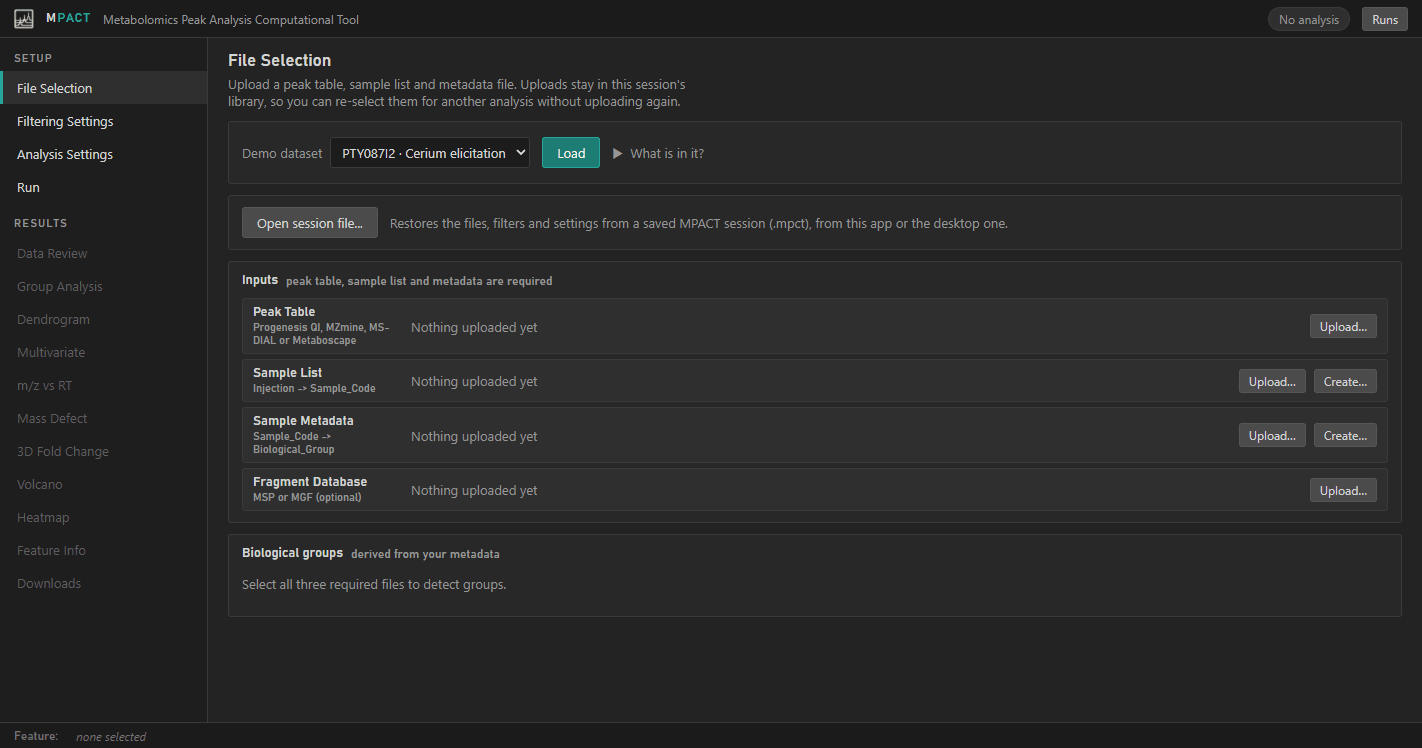 MPACT Metabolomics Peak Analysis Computational Tool
No analysis
Runs
SETUP
File Selection
Filtering Settings
Analysis Settings
Run
RESULTS
Data Review
Group Analysis
Dendrogram
Multivariate
m/z vs RT
Mass Defect
3D Fold Change
Volcano
Heatmap
Feature Info
Downloads
File Selection
Upload a peak table, sample list and metadata file. Uploads stay in this session's
library, so you can re-select them for another analysis without uploading again.
Demo dataset PTY087I2 · Cerium elicitation Load ▶ What is in it?
Open session file... Restores the files, filters and settings from a saved MPACT session (.mpct), from this app or the desktop one.
Inputs peak table, sample list and metadata are required
Peak Table
Progenesis QI, MZmine, MS-
DIAL or Metaboscape
Nothing uploaded yet
Upload...
Sample List
Injection -> Sample_Code
Nothing uploaded yet
Upload... Create...
Sample Metadata
Sample_Code ->
Biological_Group
Nothing uploaded yet
Upload... Create...
Fragment Database
MSP or MGF (optional)
Nothing uploaded yet
Upload...
Biological groups derived from your metadata
Select all three required files to detect groups.
Feature: none selected